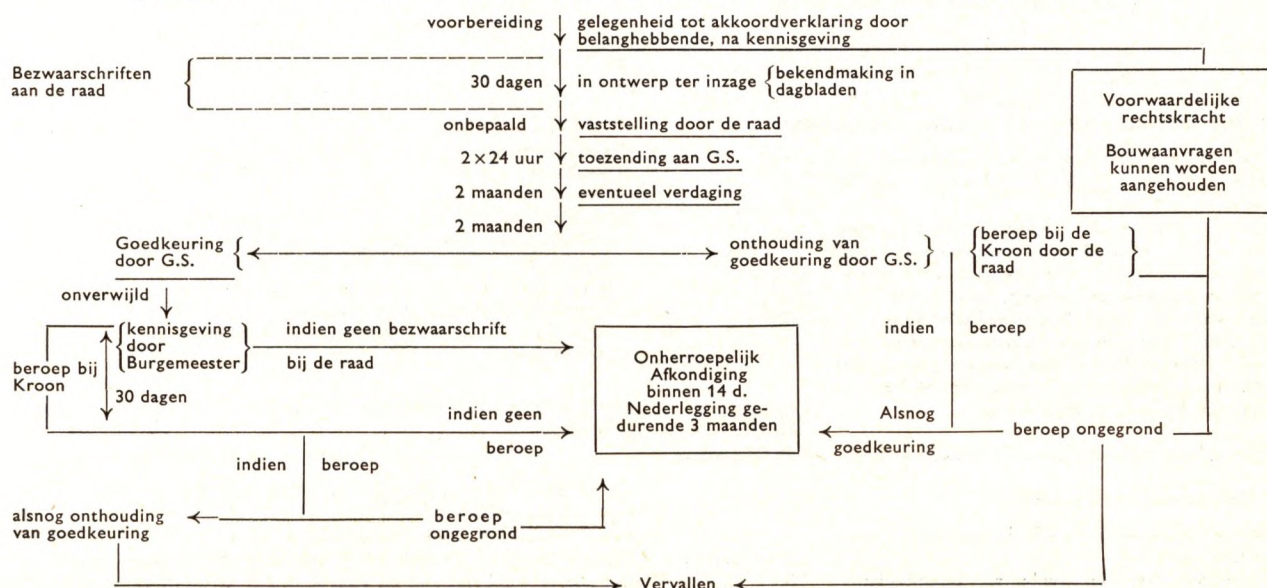 voorbereiding
gelegenheid tot akkoordverklaring door
belanghebbende, na kennisgeving
Bezwaarschriften
aan de raad
30 dagen
in ontwerp ter inzage
bekendmaking in
dagbladen
Voorwaardelijke
rechtskracht
Bouwaanvragen
kunnen worden
aangehouden
onbepaald
vaststelling door de raad
2×24 uur
toezending aan G.S.
2 maanden
eventueel verdaging
2 maanden
Goedkeuring
door G.S.
onthouding van
goedkeuring door G.S.
beroep bij de
Kroon door de
raad
onverwijld
kennisgeving
door
Burgemeester
indien geen bezwaarschrift
bij de raad
indien
beroep
beroep bij
Kroon
30 dagen
Onherroepelijk
Afkondiging
binnen 14 d.
Nederlegging ge-
durende 3 maanden
indien geen
beroep
Alsnog
goedkeuring
beroep ongegrond
indien
beroep
alsnog onthouding
van goedkeuring
beroep
ongegrond
Vervallen